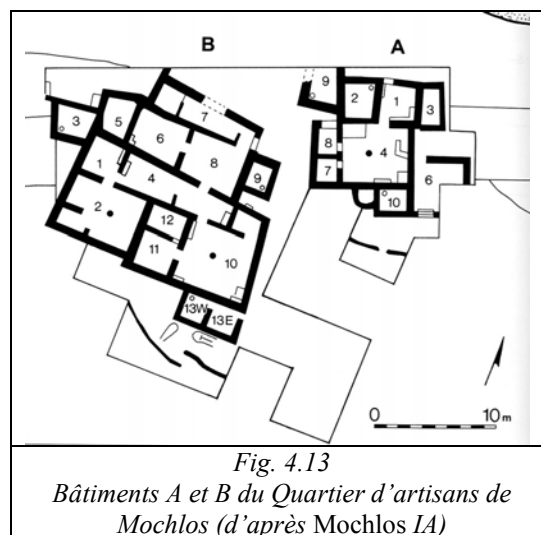 B A
9 2 1 3
3 5 7
6 8 4
1 8 9 7 6
4 10
2 12
11 10
13W 13E
0 10 m
Fig. 4.13
Bâtiments A et B du Quartier d'artisans de
Mochlos (d'après Mochlos IA)